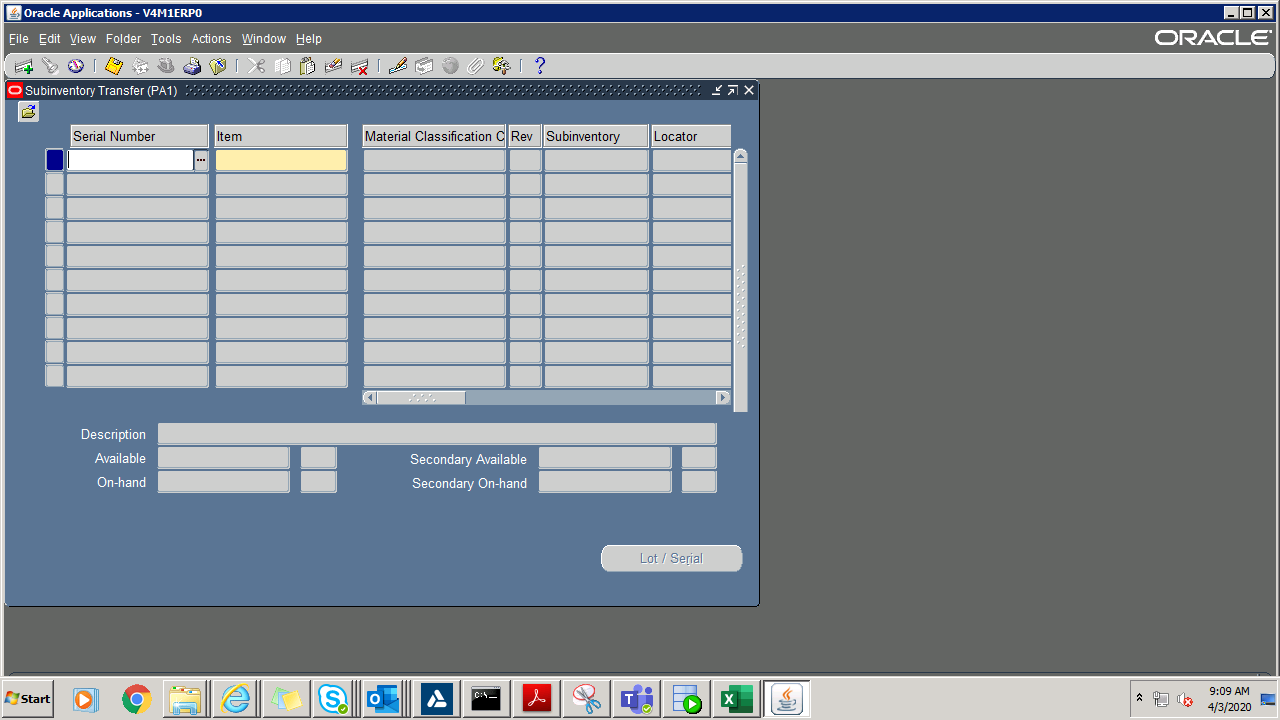 Oracle Applications - V4M1ERP0
File Edit View Folder Tools Actions Window Help
ORACLE
Subinventory Transfer (PA1)
Serial Number Item Material Classification C Rev Subinventory Locator
Description
Available Secondary Available
On-hand Secondary On-hand
Lot / Serial
Start
C:\
9:09 AM
4/3/2020